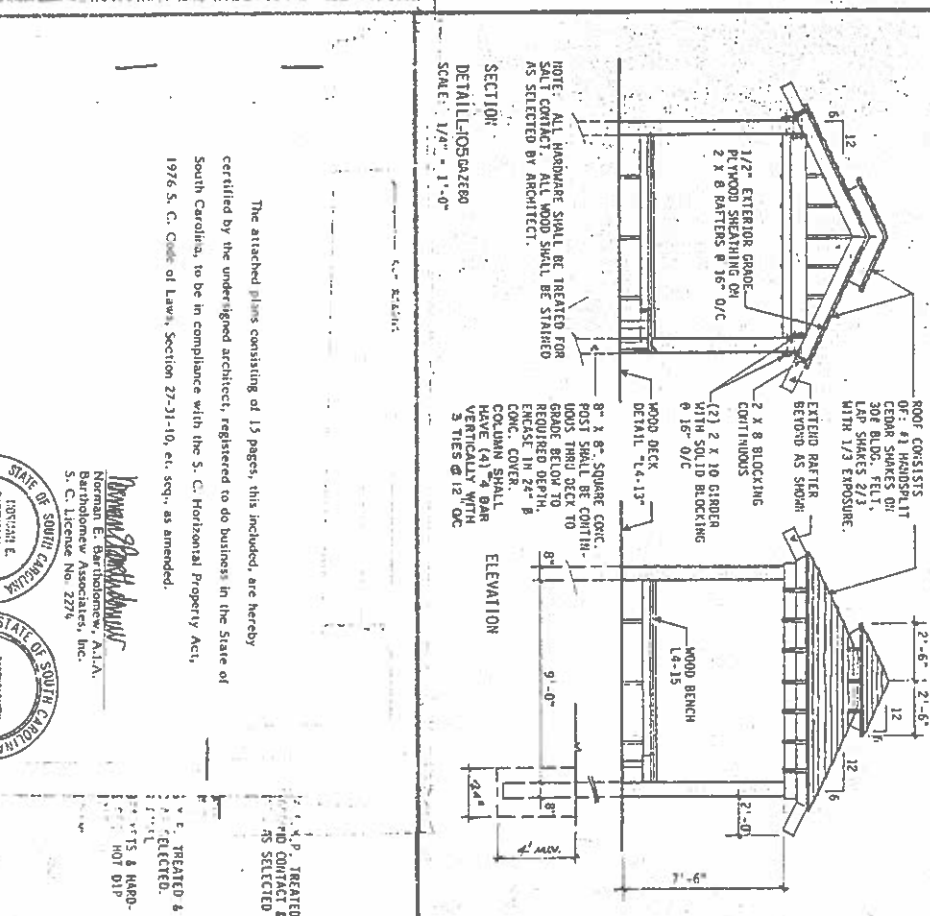 6
12
1/2" EXTERIOR GRADE
PLYWOOD SHEATHING ON
2 X 8 RAFTERS @ 16" O/C
NOTE: ALL HARDWARE SHALL BE TREATED FOR
SALT CONTACT. ALL WOOD SHALL BE STAINED
AS SELECTED BY ARCHITECT.
SECTION
DETAIL L-105 GAZEBO
SCALE: 1/4" = 1'-0"
ROOF CONSISTS
OF: #1 HANDSPLIT
CEDAR SHAKES ON
30# BLDG. FELT,
LAP SHAKES 2/3
WITH 1/3 EXPOSURE.
EXTEND RAFTER
BEYOND AS SHOWN
2 X 8 BLOCKING
CONTINUOUS
(2) 2 X 10 GIRDER
WITH SOLID BLOCKING
@ 16" O/C
WOOD DECK
DETAIL "L4-13"
8" X 8" SQUARE CONC.
POST SHALL BE CONTIN-
UOUS THRU DECK TO
GRADE BELOW TO
REQUIRED DEPTH.
ENCASE IN 24" Ø
CONC. COVER.
COLUMN SHALL
HAVE (4) #4 BAR
VERTICALLY WITH
3 TIES @ 12 O/C
ELEVATION
2'-6"
2'-6"
12
12
6
WOOD BENCH
L4-15
8"
9'-0"
8"
2'-0"
7'-6"
24"
4' MIN.
The attached plans consisting of 15 pages, this included, are hereby
certified by the undersigned architect, registered to do business in the State of
South Carolina, to be in compliance with the S. C. Horizontal Property Act,
1976 S. C. Code of Laws, Section 27-31-10, et. seq., as amended.
Norman E. Bartholomew, A.I.A.
Bartholomew Associates, Inc.
S. C. License No. 2274
STATE OF SOUTH CAROLINA
NORMAN E.
STATE OF SOUTH CAROLINA
TREATED
CONTACT &
AS SELECTED
TREATED &
& HARD-
HOT DIP